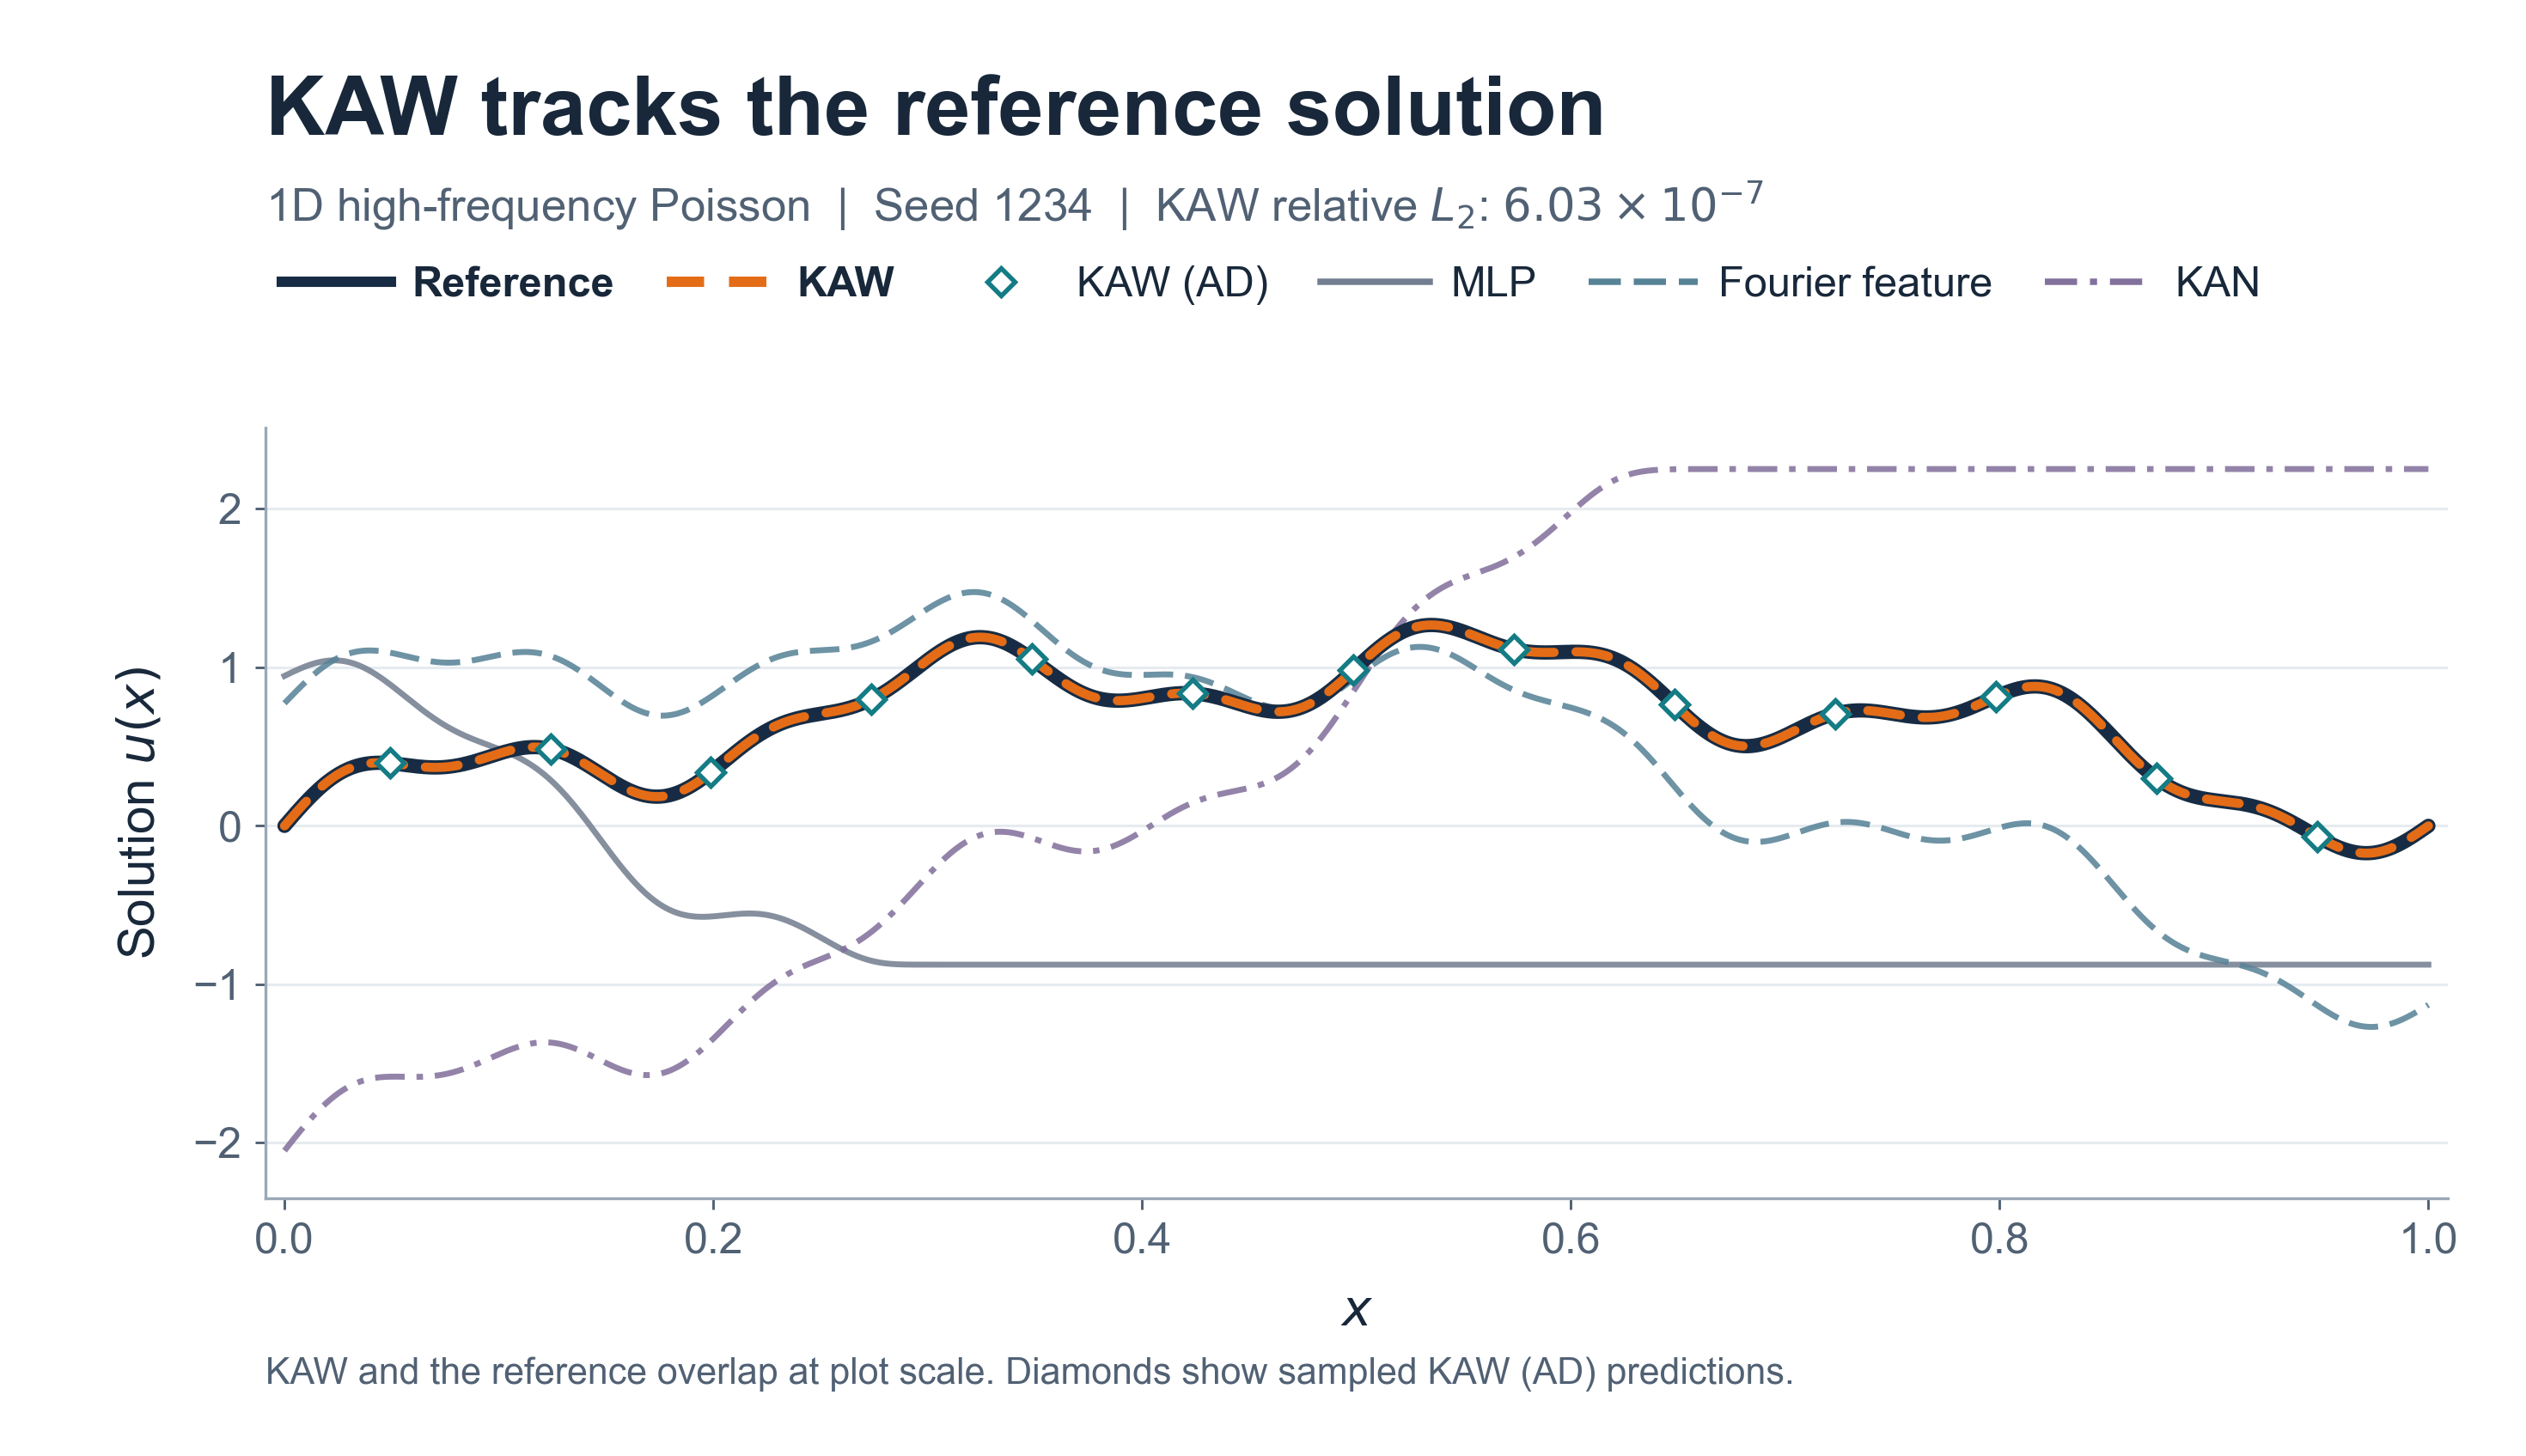 KAW tracks the reference solution
1D high-frequency Poisson | Seed 1234 | KAW relative L₂: 6.03 × 10⁻⁷
Reference KAW KAW (AD) MLP Fourier feature KAN
Solution u(x)
2
1
0
−1
−2
0.0 0.2 0.4 0.6 0.8 1.0
x
KAW and the reference overlap at plot scale. Diamonds show sampled KAW (AD) predictions.